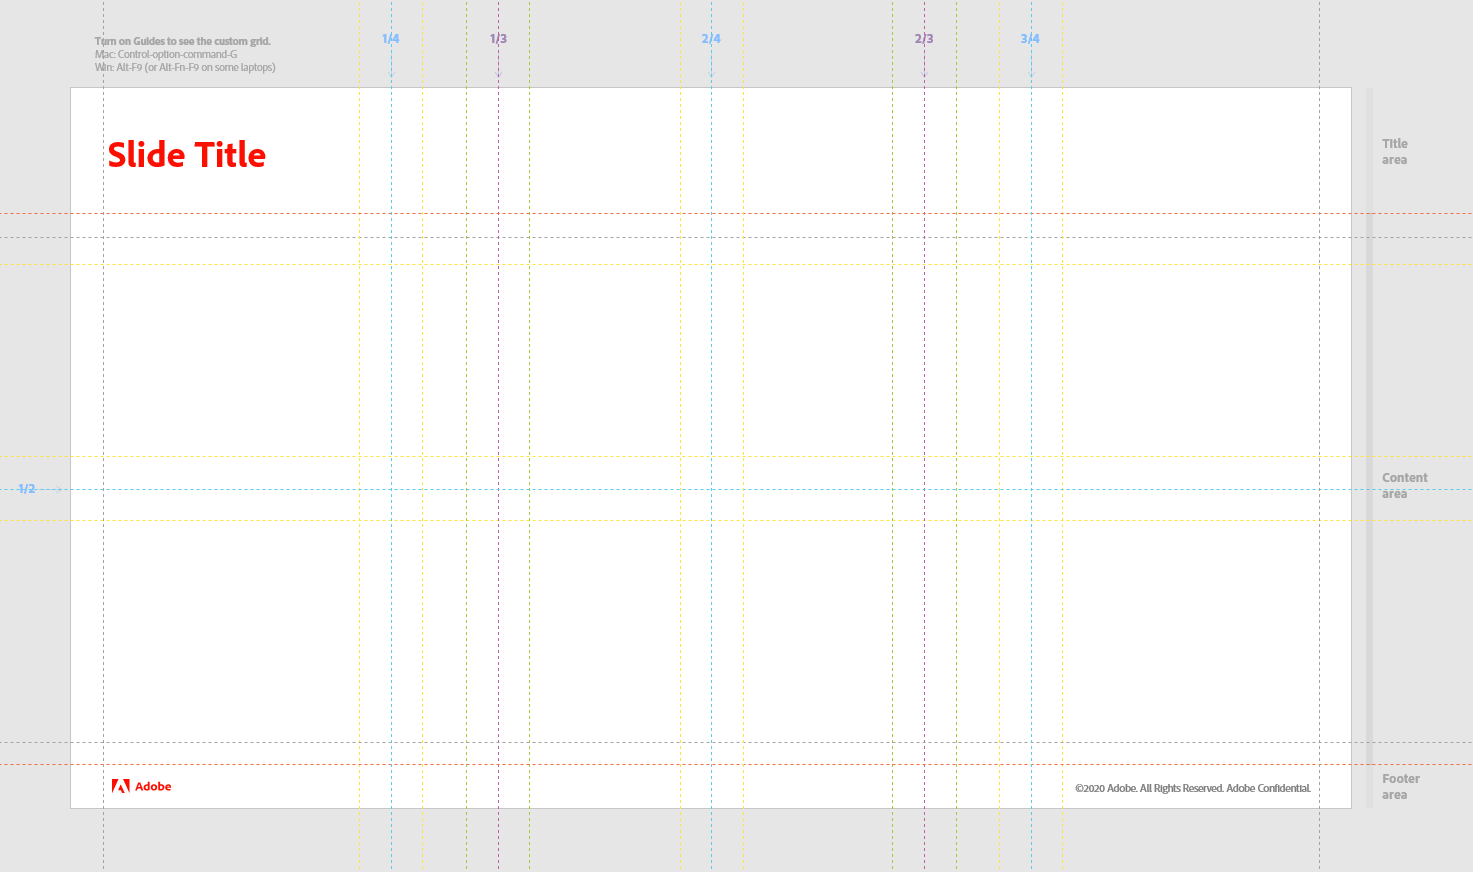 Turn on Guides to see the custom grid.
Mac: Control-option-command-G
Win: Alt-F9 (or Alt-Fn-F9 on some laptops)
1/4
1/3
2/4
2/3
3/4
Slide Title
TItle
area
1/2
Content
area
Adobe
©2020 Adobe. All Rights Reserved. Adobe Confidential.
Footer
area